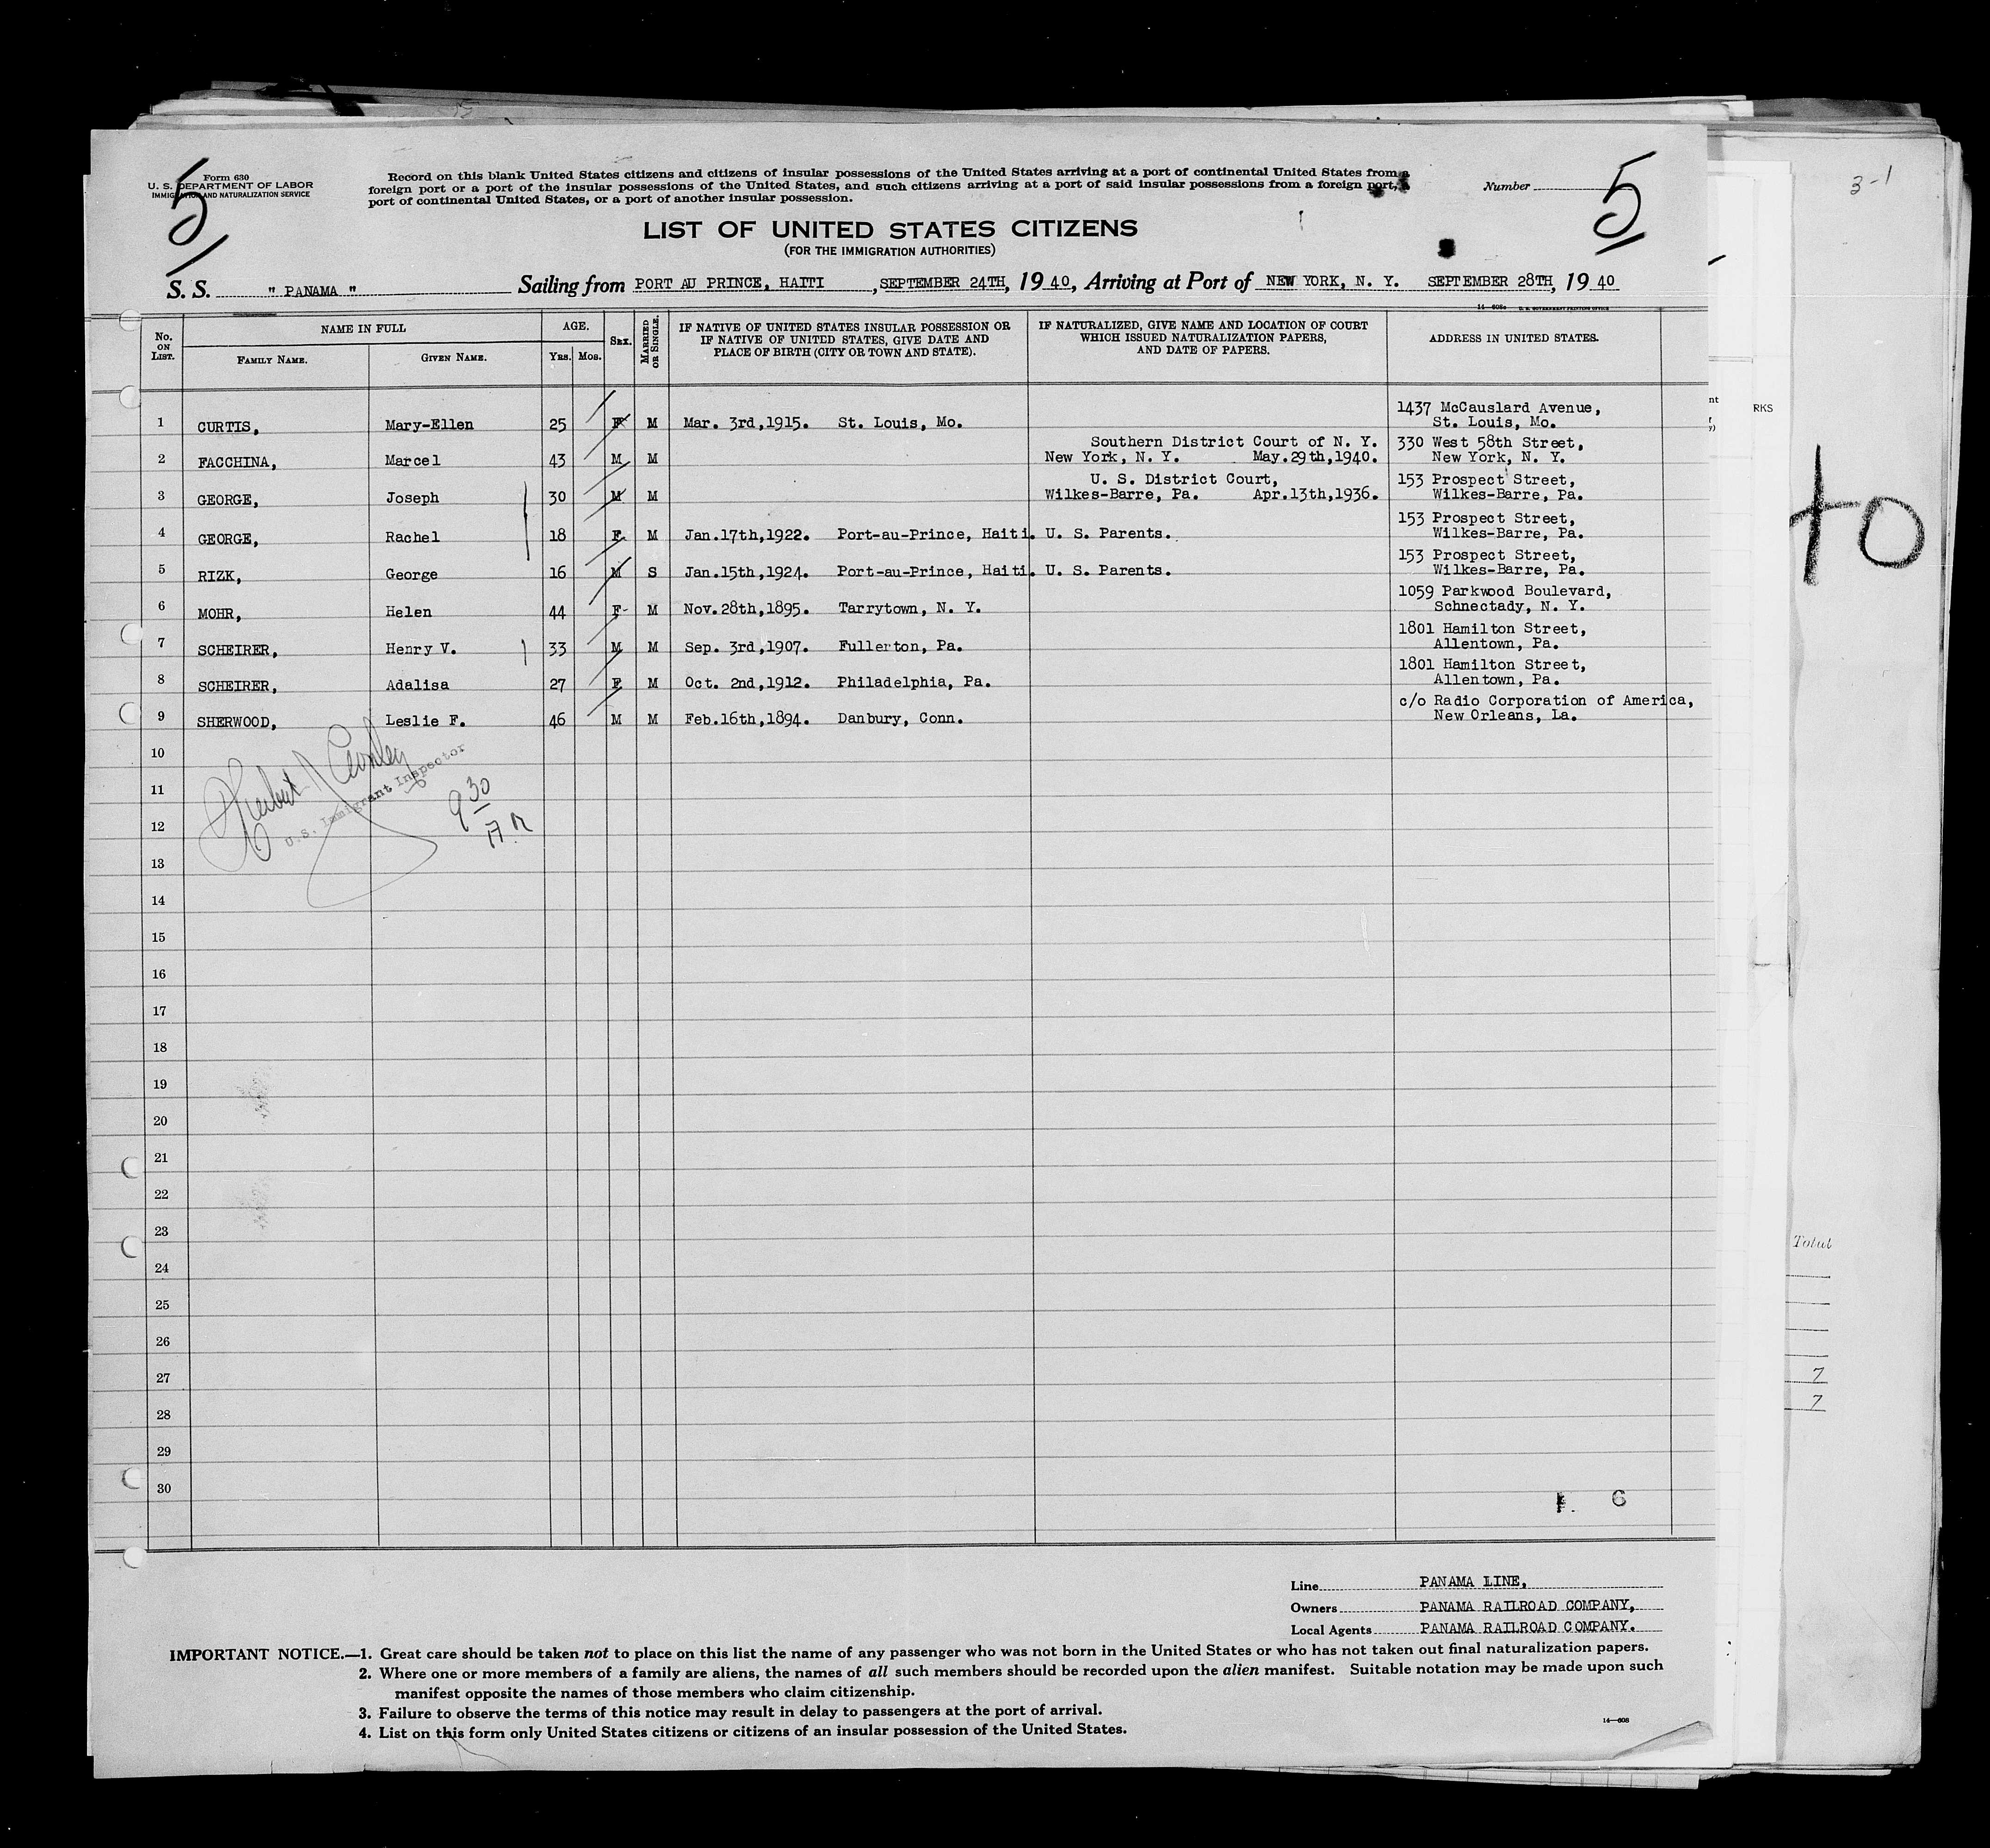 3-1
5
5
Form 630
U. S. DEPARTMENT OF LABOR
IMMIGRATION AND NATURALIZATION SERVICE
Record on this blank United States citizens and citizens of insular possessions of the United States arriving at a port of continental United States from a
foreign port or a port of the insular possessions of the United States, and such citizens arriving at a port of said insular possessions from a foreign port, a
port of continental United States, or a port of another insular possession.
Number
LIST OF UNITED STATES CITIZENS
(FOR THE IMMIGRATION AUTHORITIES)
S. S. " PANAMA " Sailing from PORT AU PRINCE, HAITI , SEPTEMBER 24TH, 19 40, Arriving at Port of NEW YORK, N. Y. SEPTEMBER 28TH, 19 40
No. ON LIST. NAME IN FULL FAMILY NAME. GIVEN NAME. AGE. YRS. MOS. SEX. MARRIED OR SINGLE.
IF NATIVE OF UNITED STATES INSULAR POSSESSION OR
IF NATIVE OF UNITED STATES, GIVE DATE AND
PLACE OF BIRTH (CITY OR TOWN AND STATE).
IF NATURALIZED, GIVE NAME AND LOCATION OF COURT
WHICH ISSUED NATURALIZATION PAPERS,
AND DATE OF PAPERS.
ADDRESS IN UNITED STATES.
RKS
1437 McCauslard Avenue,
1 CURTIS, Mary-Ellen 25 F M Mar. 3rd,1915. St. Louis, Mo. St. Louis, Mo.
Southern District Court of N. Y. 330 West 58th Street,
2 FACCHINA, Marcel 43 M M New York, N. Y. May.29th,1940. New York, N. Y.
U. S. District Court, 153 Prospect Street,
3 GEORGE, Joseph 30 M M Wilkes-Barre, Pa. Apr.13th,1936. Wilkes-Barre, Pa.
153 Prospect Street,
4 GEORGE, Rachel 18 F M Jan.17th,1922. Port-au-Prince, Haiti. U. S. Parents. Wilkes-Barre, Pa.
153 Prospect Street,
5 RIZK, George 16 M S Jan.15th,1924. Port-au-Prince, Haiti. U. S. Parents. Wilkes-Barre, Pa.
1059 Parkwood Boulevard,
6 MOHR, Helen 44 F M Nov.28th,1895. Tarrytown, N. Y. Schnectady, N. Y.
1801 Hamilton Street,
7 SCHEIRER, Henry V. 33 M M Sep. 3rd,1907. Fullerton, Pa. Allentown, Pa.
1801 Hamilton Street,
8 SCHEIRER, Adalisa 27 F M Oct. 2nd,1912. Philadelphia, Pa. Allentown, Pa.
c/o Radio Corporation of America,
9 SHERWOOD, Leslie F. 46 M M Feb.16th,1894. Danbury, Conn. New Orleans, La.
10
U.S. Immigrant Inspector
11
9 30
A.M
12
13
14
15
16
17
18
19
20
21
22
23
Total
24
25
26
27
7
28
7
29
30
6
Line PANAMA LINE,
Owners PANAMA RAILROAD COMPANY,
Local Agents PANAMA RAILROAD COMPANY.
IMPORTANT NOTICE.—1. Great care should be taken not to place on this list the name of any passenger who was not born in the United States or who has not taken out final naturalization papers.
2. Where one or more members of a family are aliens, the names of all such members should be recorded upon the alien manifest. Suitable notation may be made upon such
manifest opposite the names of those members who claim citizenship.
3. Failure to observe the terms of this notice may result in delay to passengers at the port of arrival.
4. List on this form only United States citizens or citizens of an insular possession of the United States.
14—608